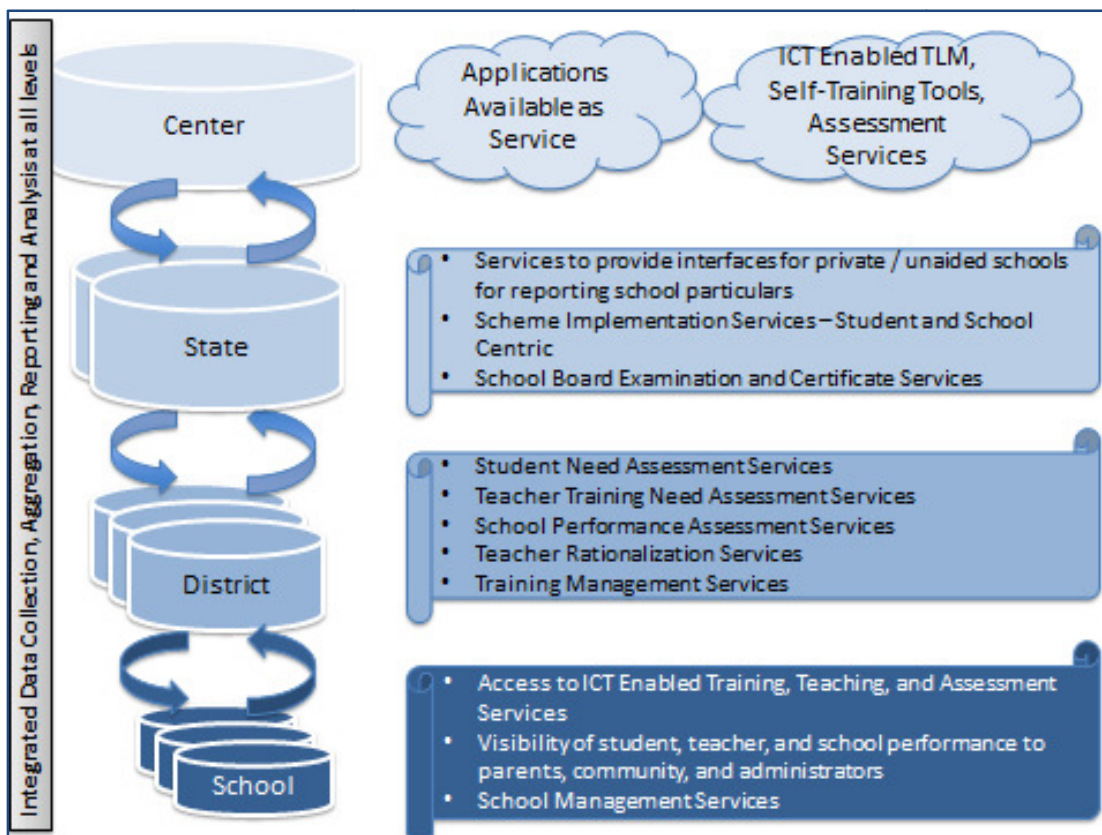 Integrated Data Collection, Aggregation, Reporting and Analysis at all levels
Center
Applications
Available as
Service
ICT Enabled TLM,
Self-Training Tools,
Assessment
Services
State
• Services to provide interfaces for private / unaided schools
for reporting school particulars
• Scheme Implementation Services – Student and School
Centric
• School Board Examination and Certificate Services
District
• Student Need Assessment Services
• Teacher Training Need Assessment Services
• School Performance Assessment Services
• Teacher Rationalization Services
• Training Management Services
School
• Access to ICT Enabled Training, Teaching, and Assessment
Services
• Visibility of student, teacher, and school performance to
parents, community, and administrators
• School Management Services